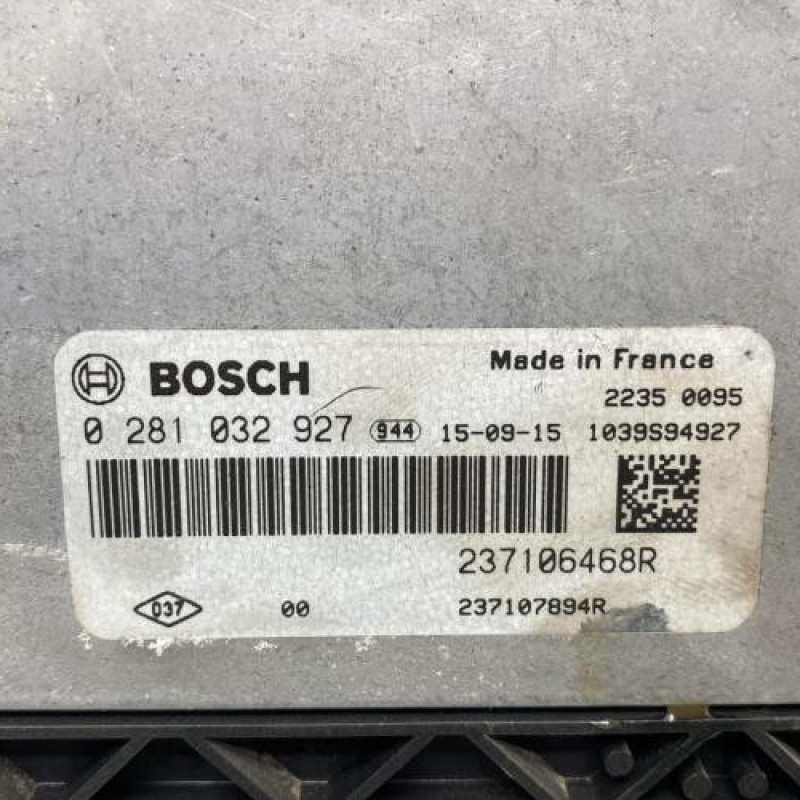 BOSCH Made in France
2235 0095
0 281 032 927 944 15-09-15 1039S94927
237106468R
037 00 237107894R